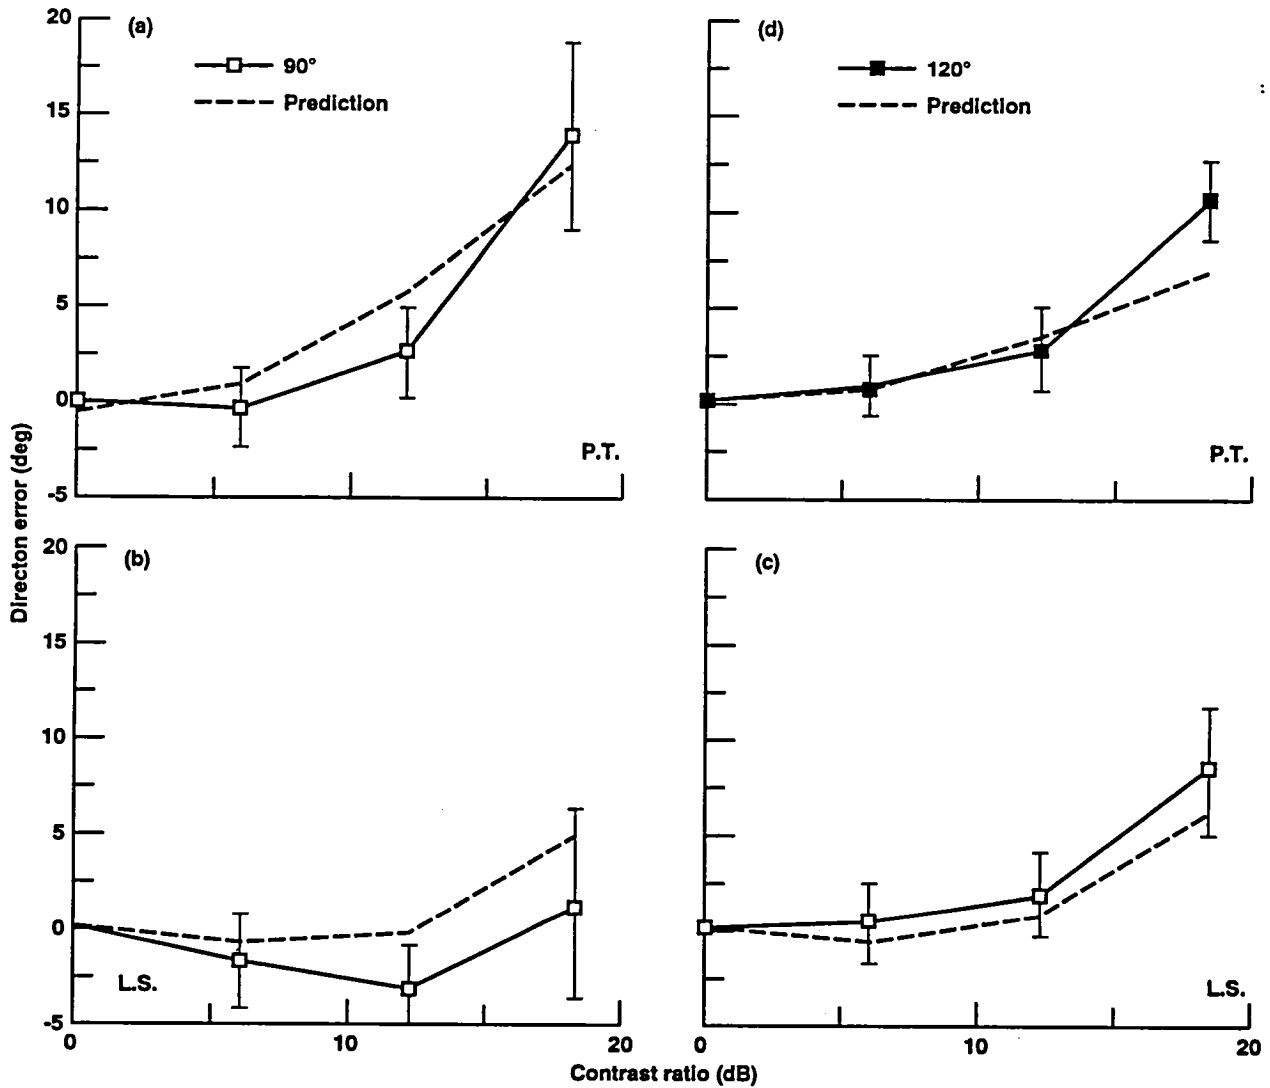 (a)
90°
Prediction
20
15
10
5
0
-5
P.T.
(d)
120°
Prediction
P.T.
Directon error (deg)
(b)
20
15
10
5
0
-5
L.S.
0
10
20
(c)
L.S.
0
10
20
Contrast ratio (dB)